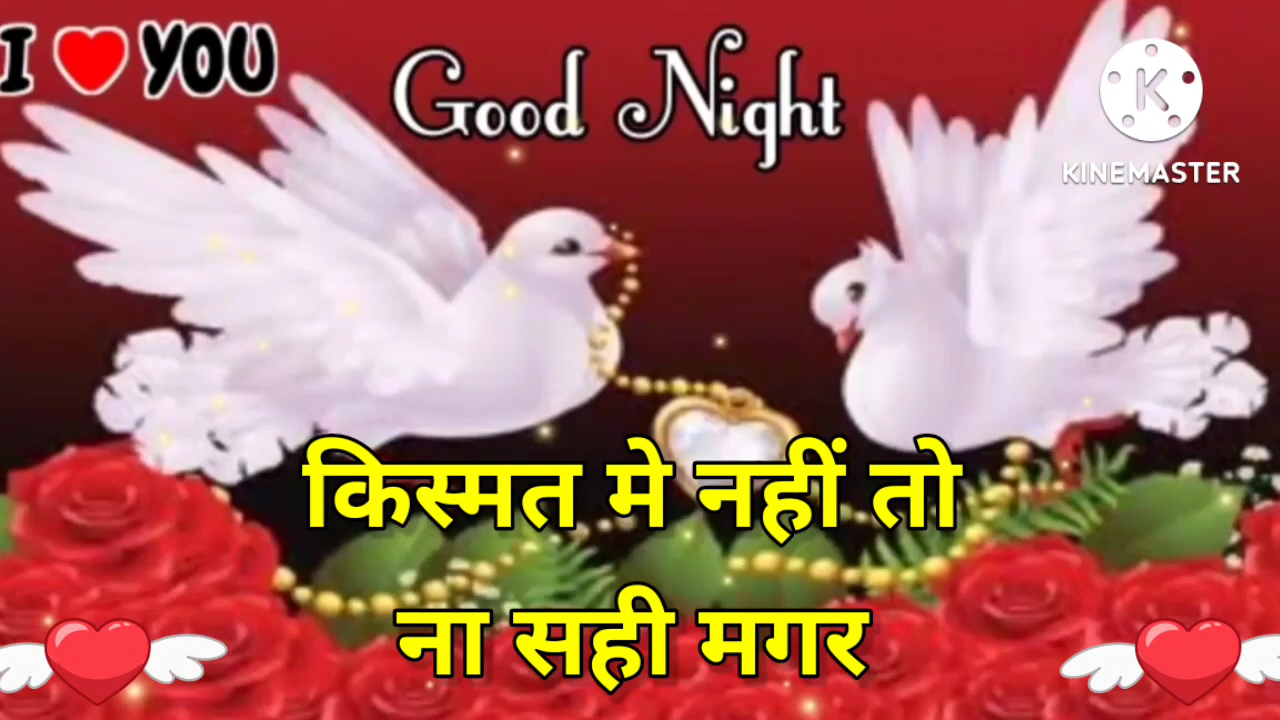 I ❤ YOU
Good Night
K
KINEMASTER
किस्मत मे नहीं तो
ना सही मगर